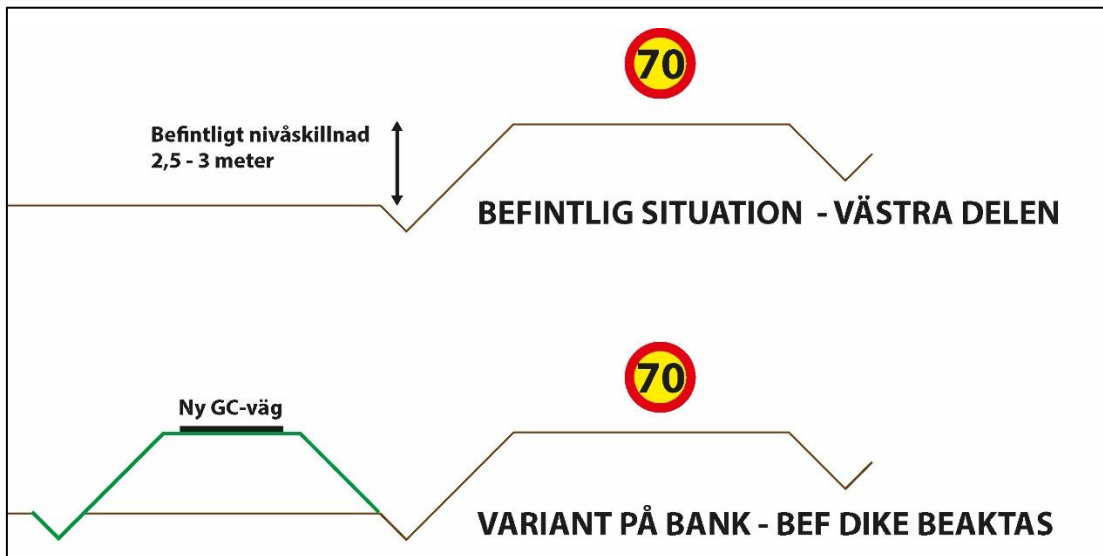 70
Befintligt nivåskillnad
2,5 - 3 meter
BEFINTLIG SITUATION - VÄSTRA DELEN
70
Ny GC-väg
VARIANT PÅ BANK - BEF DIKE BEAKTAS